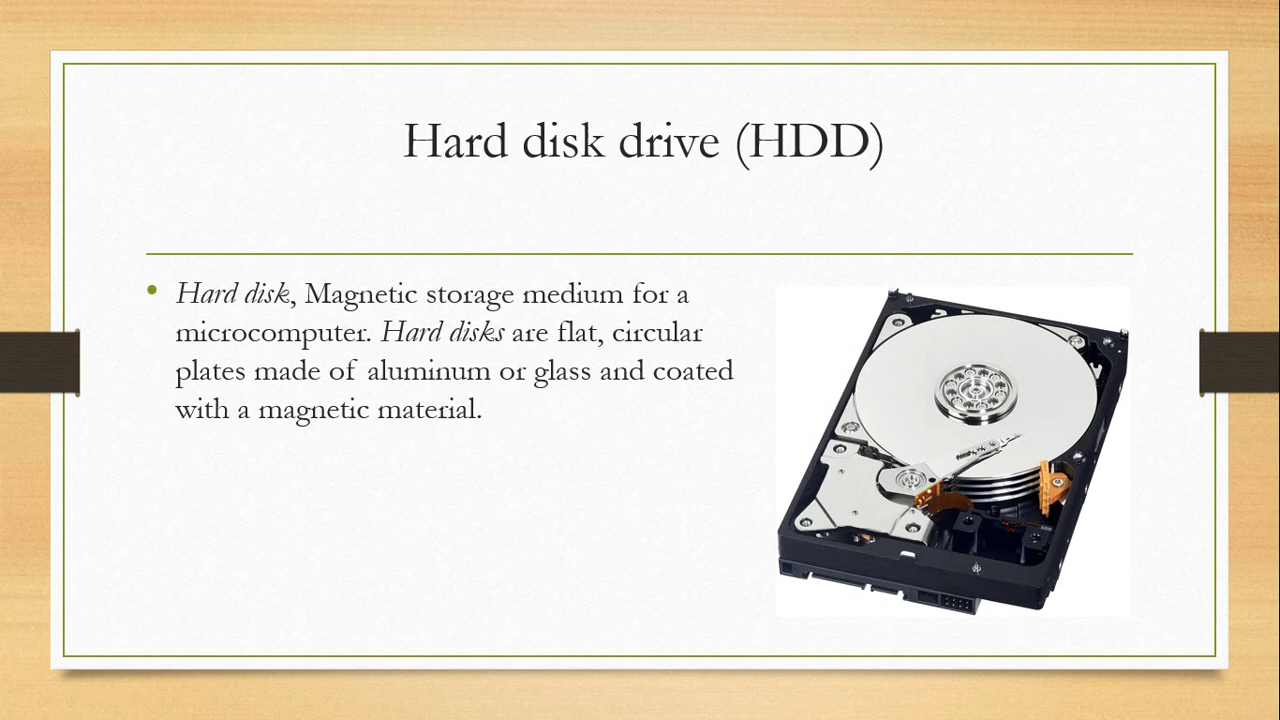 Hard disk drive (HDD)
Hard disk, Magnetic storage medium for a
microcomputer. Hard disks are flat, circular
plates made of aluminum or glass and coated
with a magnetic material.